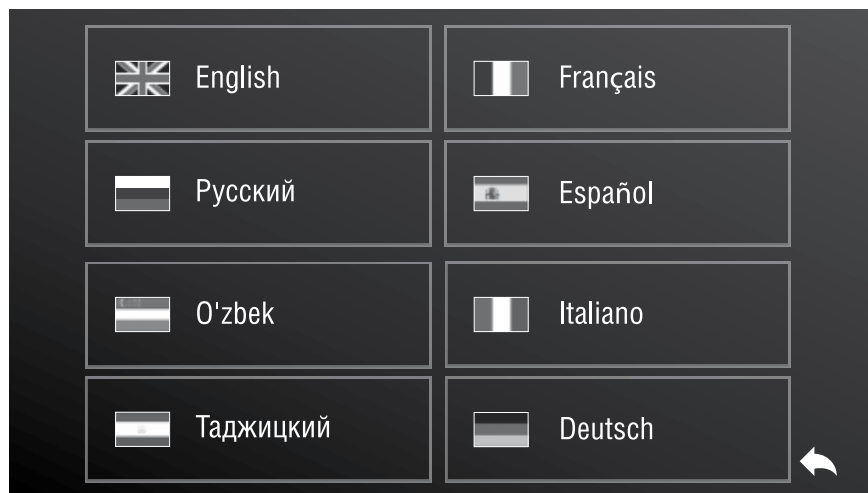 English
Français
Русский
Español
O'zbek
Italiano
Таджицкий
Deutsch